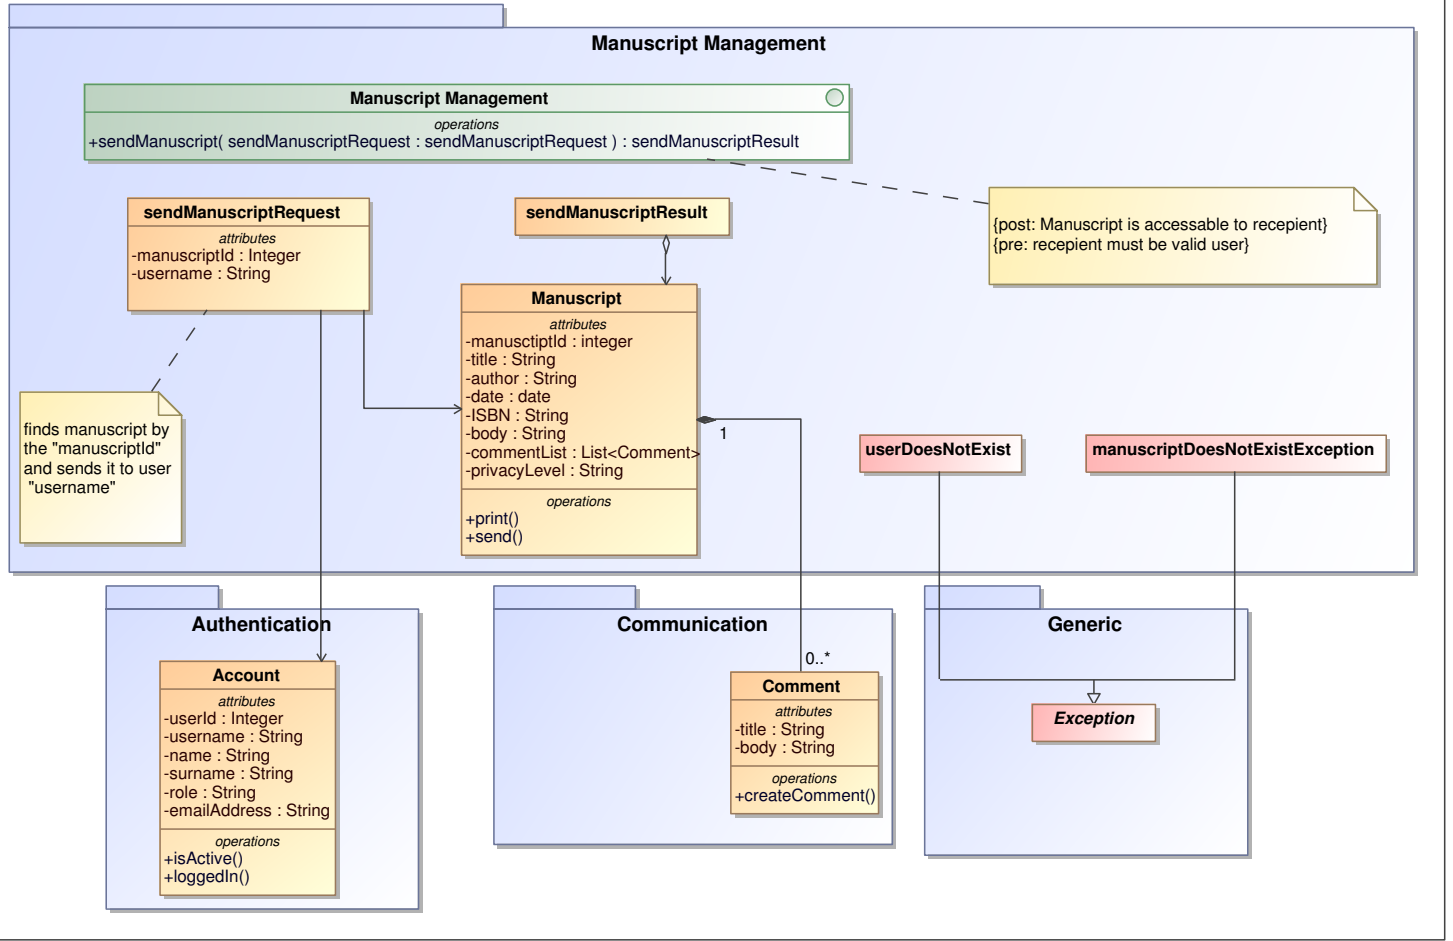 Manuscript Management
Manuscript Management
operations
+sendManuscript( sendManuscriptRequest : sendManuscriptRequest ) : sendManuscriptResult
{post: Manuscript is accessable to recepient}
{pre: recepient must be valid user}
sendManuscriptRequest
attributes
-manuscriptId : Integer
-username : String
sendManuscriptResult
finds manuscript by
the "manuscriptId"
and sends it to user
"username"
Manuscript
attributes
-manusctiptId : integer
-title : String
-author : String
-date : date
-ISBN : String
-body : String
-commentList : List<Comment>
-privacyLevel : String
operations
+print()
+send()
1
userDoesNotExist
manuscriptDoesNotExistException
Authentication
Account
attributes
-userId : Integer
-username : String
-name : String
-surname : String
-role : String
-emailAddress : String
operations
+isActive()
+loggedIn()
Communication
0..*
Comment
attributes
-title : String
-body : String
operations
+createComment()
Generic
Exception